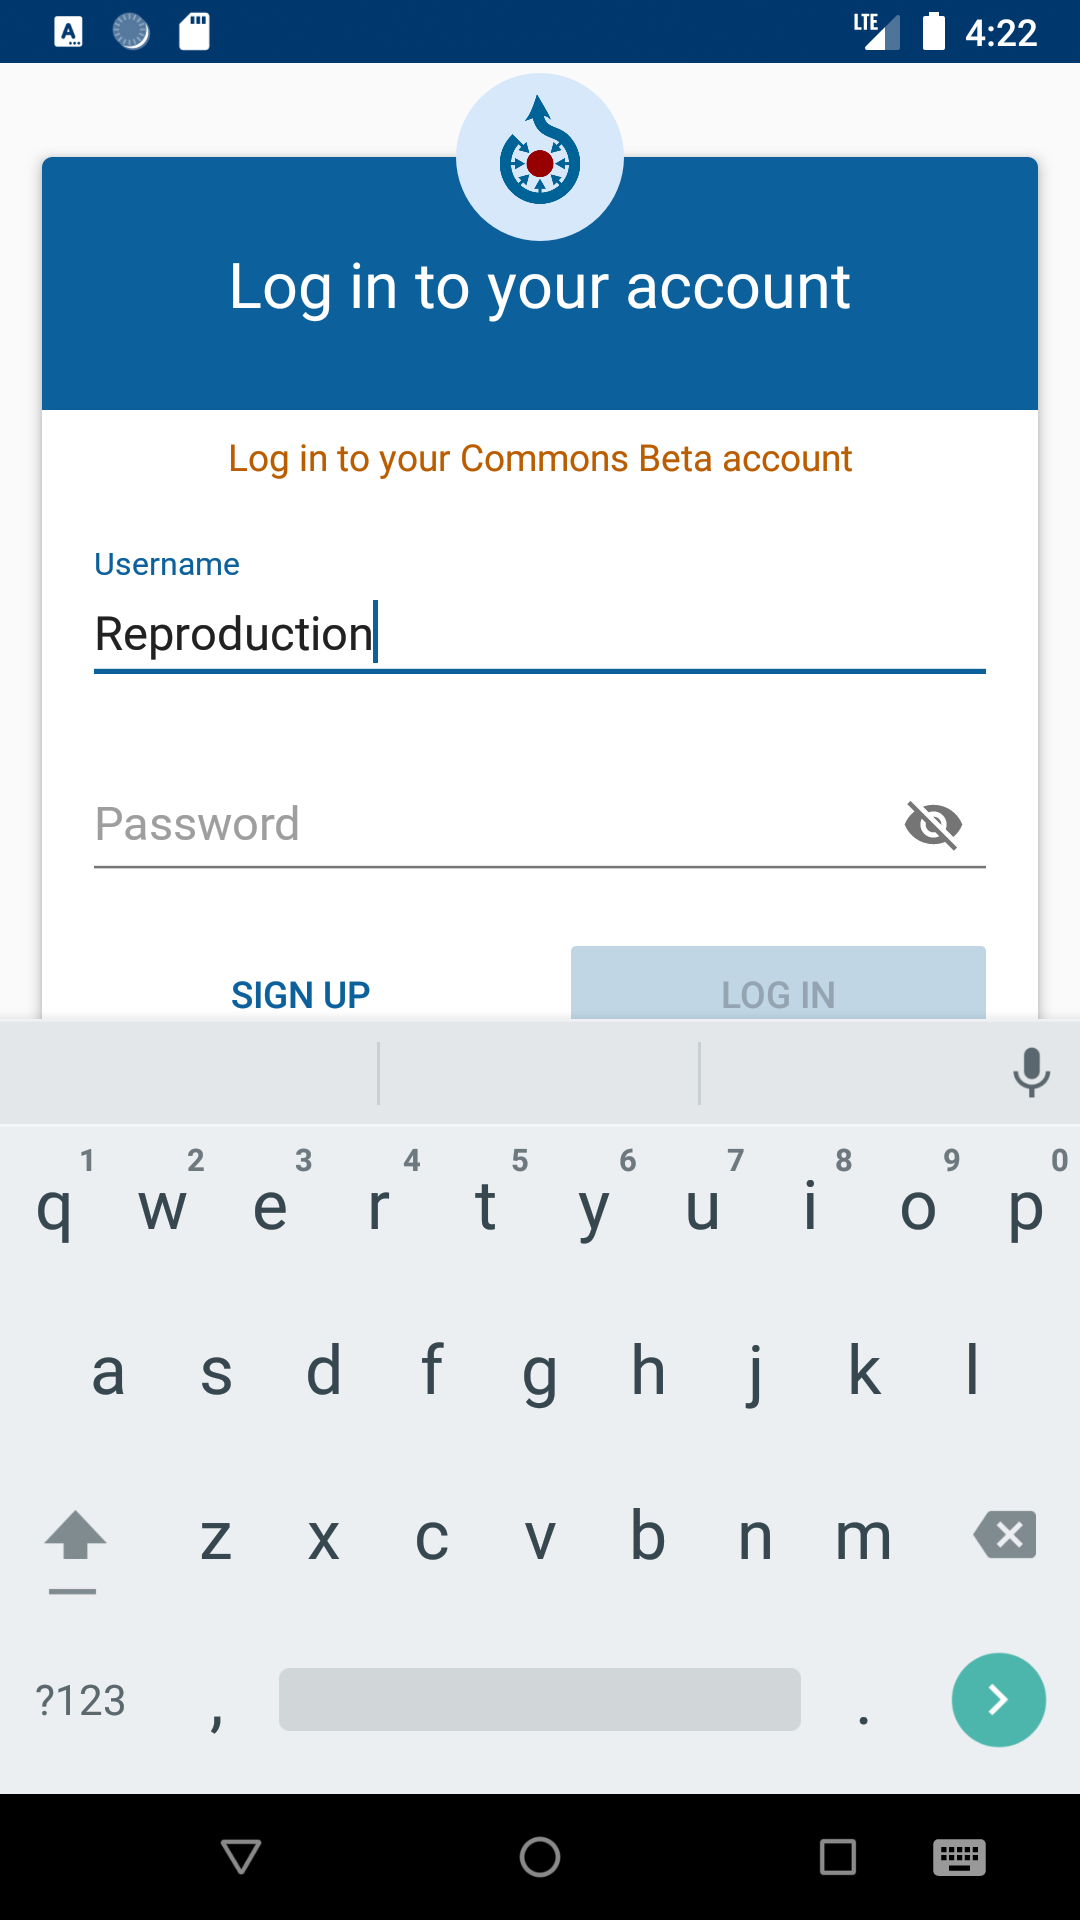 LTE 4:22
Log in to your account
Log in to your Commons Beta account
Username
Reproduction
Password
SIGN UP LOG IN
1 2 3 4 5 6 7 8 9 0
q w e r t y u i o p
a s d f g h j k l
z x c v b n m
?123 , .